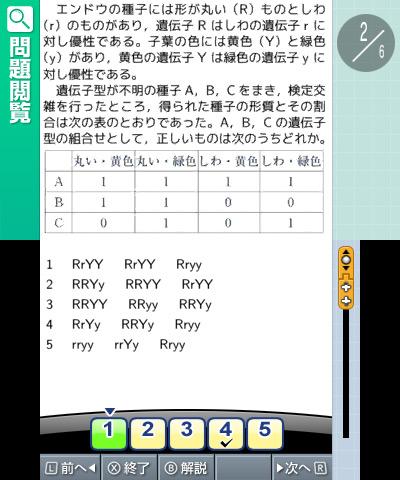 問題閲覧
2/6
エンドウの種子には形が丸い（R）ものとしわ
（r）のものがあり，遺伝子 R はしわの遺伝子 r に
対し優性である。子葉の色には黄色（Y）と緑色
（y）があり，黄色の遺伝子 Y は緑色の遺伝子 y に
対し優性である。
遺伝子型が不明の種子 A，B，C をまき，検定交
雑を行ったところ，得られた種子の形質とその割
合は次の表のとおりであった。A，B，C の遺伝子
型の組合せとして，正しいものは次のうちどれか。
丸い・黄色 丸い・緑色 しわ・黄色 しわ・緑色
A 1 1 1 1
B 1 1 0 0
C 0 1 0 1
1 RrYY RrYY Rryy
2 RRYy RRYY RrYY
3 RRYY RRyy RRYy
4 RrYy RRYy Rryy
5 rryy rrYy Rryy
1 2 3 4 5
L 前へ
X 終了
B 解説
次へ R